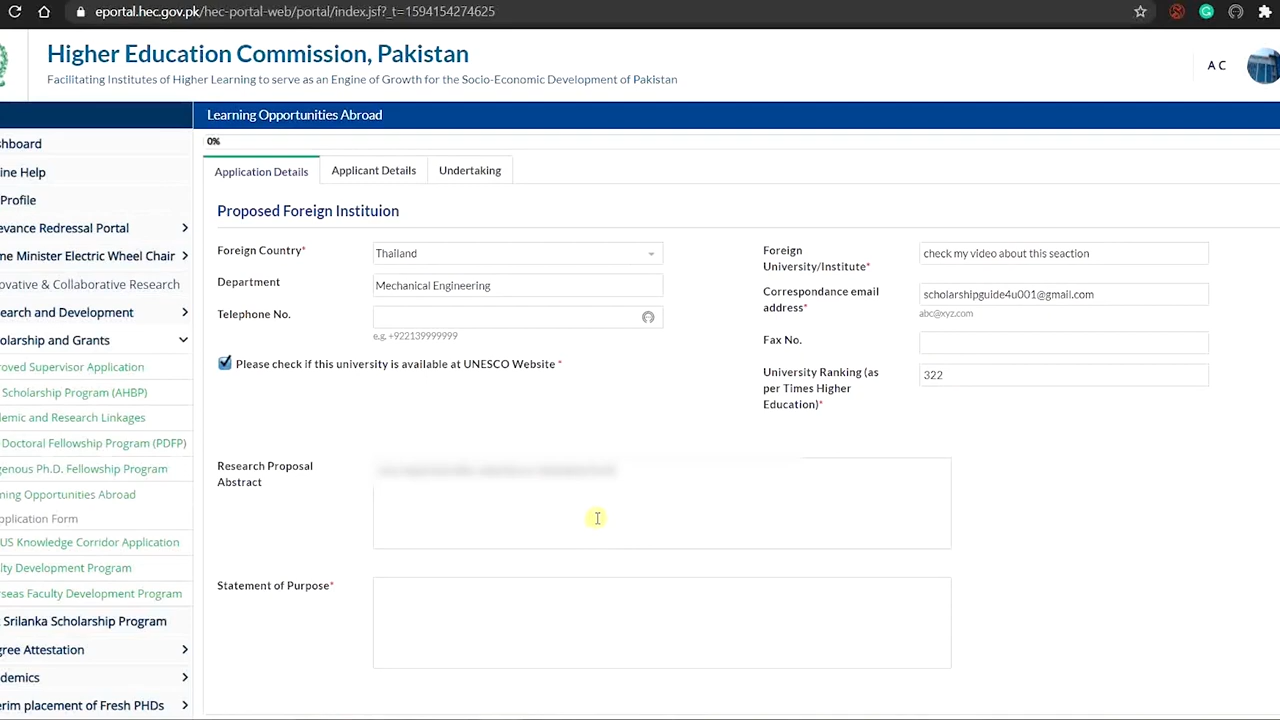 eportal.hec.gov.pk/hec-portal-web/portal/index.jsf?_t=1594154274625
Higher Education Commission, Pakistan
Facilitating Institutes of Higher Learning to serve as an Engine of Growth for the Socio-Economic Development of Pakistan
A C
Learning Opportunities Abroad
0%
Application Details
Applicant Details
Undertaking
hboard
ine Help
Profile
evance Redressal Portal
me Minister Electric Wheel Chair
ovative & Collaborative Research
earch and Development
olarship and Grants
roved Supervisor Application
Scholarship Program (AHBP)
demic and Research Linkages
Doctoral Fellowship Program (PDFP)
genous Ph.D. Fellowship Program
ning Opportunities Abroad
pplication Form
US Knowledge Corridor Application
lty Development Program
rseas Faculty Development Program
Srilanka Scholarship Program
gree Attestation
demics
erim placement of Fresh PHDs
Proposed Foreign Instituion
Foreign Country*
Thailand
Department
Mechanical Engineering
Telephone No.
e.g. +922139999999
Please check if this university is available at UNESCO Website *
Foreign
University/Institute*
check my video about this seaction
Correspondance email
address*
scholarshipguide4u001@gmail.com
abc@xyz.com
Fax No.
University Ranking (as
per Times Higher
Education)*
322
Research Proposal
Abstract
Statement of Purpose*